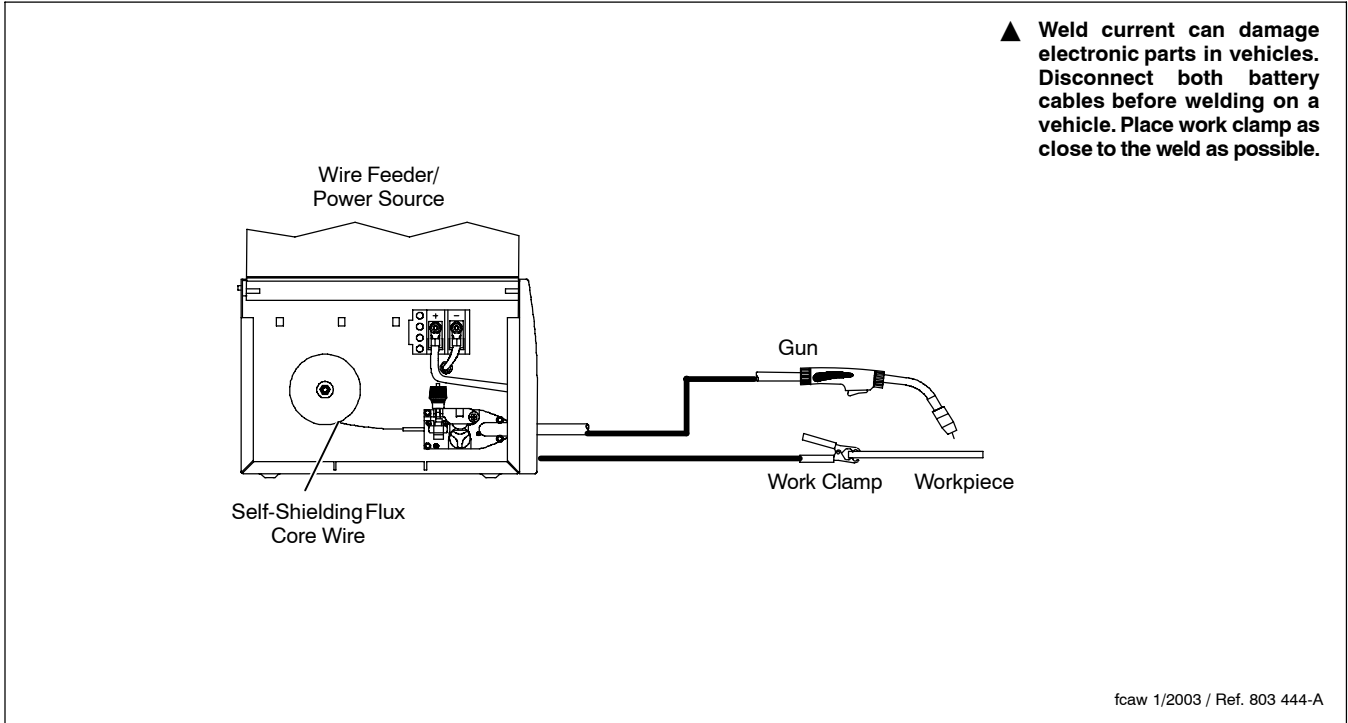 ▲ Weld current can damage
electronic parts in vehicles.
Disconnect both battery
cables before welding on a
vehicle. Place work clamp as
close to the weld as possible.
Wire Feeder/
Power Source
+ −
Gun
Work Clamp
Workpiece
Self-Shielding Flux
Core Wire
fcaw 1/2003 / Ref. 803 444-A